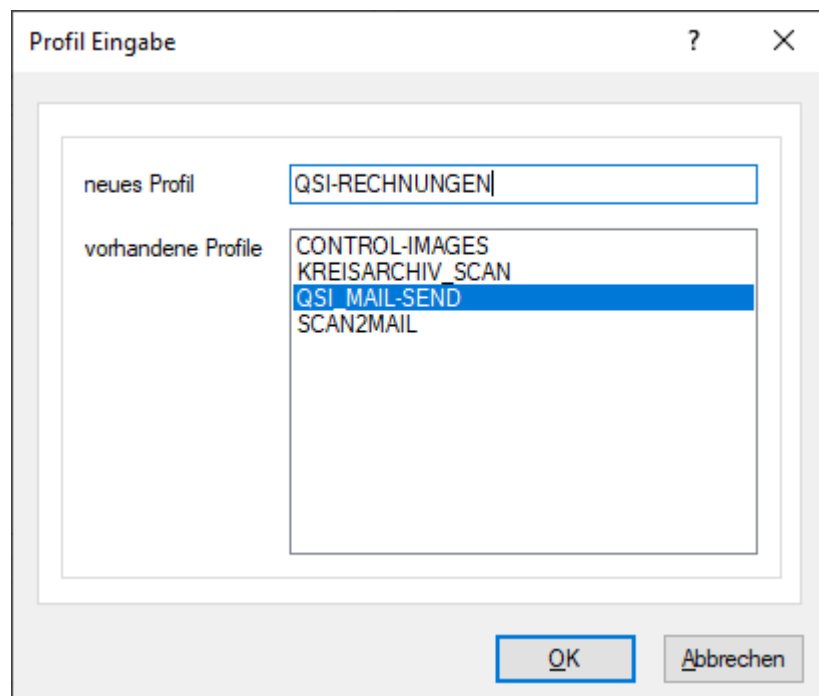 Profil Eingabe ?
neues Profil QSI-RECHNUNGEN
vorhandene Profile
CONTROL-IMAGES
KREISARCHIV_SCAN
QSI_MAIL-SEND
SCAN2MAIL
OK Abbrechen